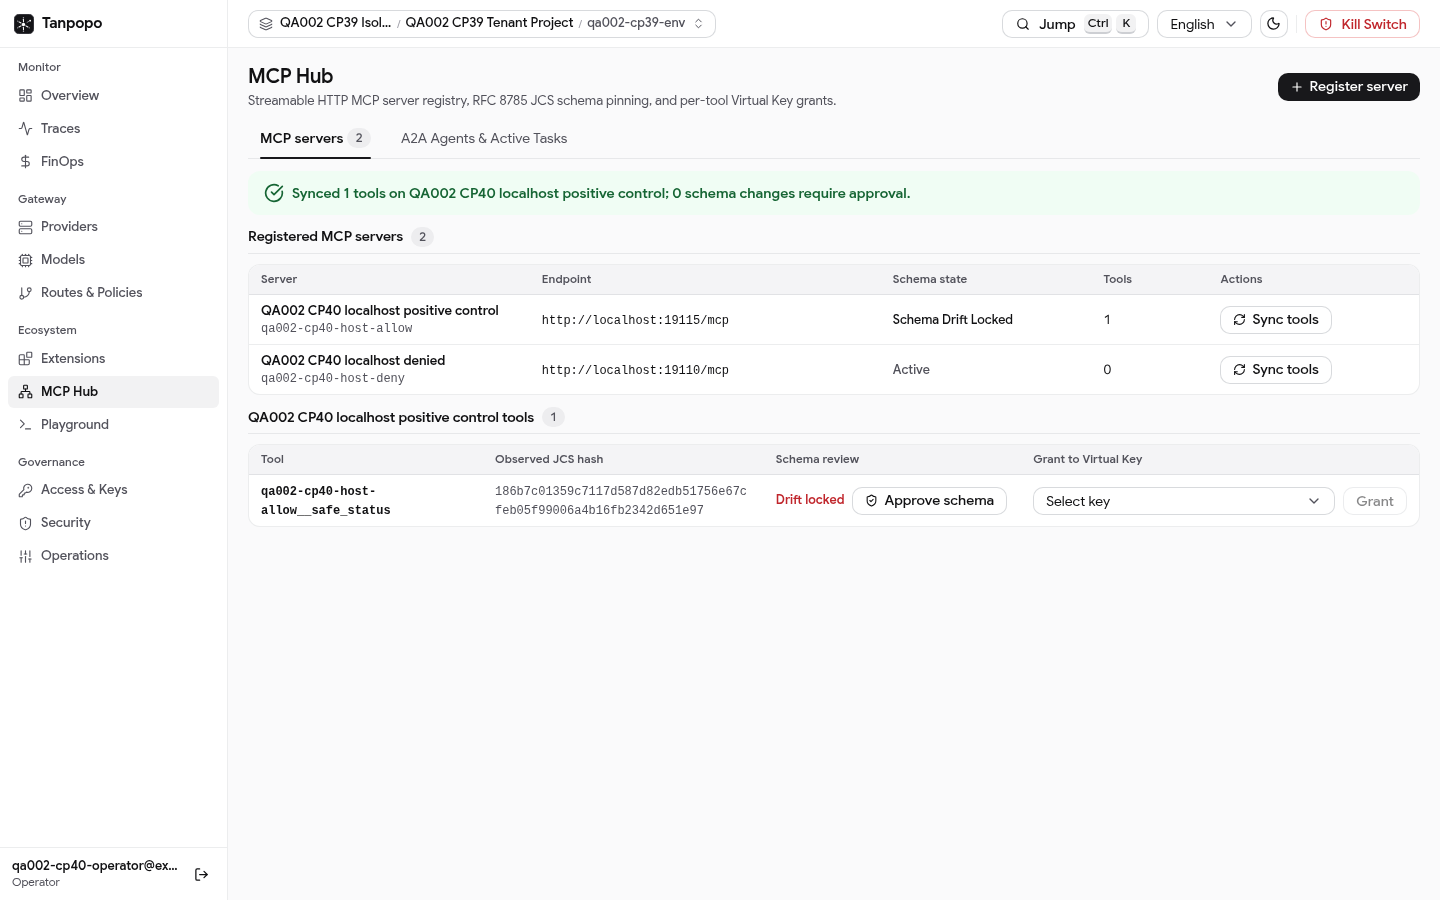 Tanpopo
QA002 CP39 Isol... / QA002 CP39 Tenant Project / qa002-cp39-env
Jump Ctrl K
English
Kill Switch
Monitor
Overview
Traces
FinOps
Gateway
Providers
Models
Routes & Policies
Ecosystem
Extensions
MCP Hub
Playground
Governance
Access & Keys
Security
Operations
qa002-cp40-operator@ex...
Operator
MCP Hub
Streamable HTTP MCP server registry, RFC 8785 JCS schema pinning, and per-tool Virtual Key grants.
Register server
MCP servers 2 A2A Agents & Active Tasks
Synced 1 tools on QA002 CP40 localhost positive control; 0 schema changes require approval.
Registered MCP servers 2
Server Endpoint Schema state Tools Actions
QA002 CP40 localhost positive control
qa002-cp40-host-allow
http://localhost:19115/mcp
Schema Drift Locked
1
Sync tools
QA002 CP40 localhost denied
qa002-cp40-host-deny
http://localhost:19110/mcp
Active
0
Sync tools
QA002 CP40 localhost positive control tools 1
Tool Observed JCS hash Schema review Grant to Virtual Key
qa002-cp40-host-
allow__safe_status
186b7c01359c7117d587d82edb51756e67c
feb05f99006a4b16fb2342d651e97
Drift locked
Approve schema
Select key
Grant